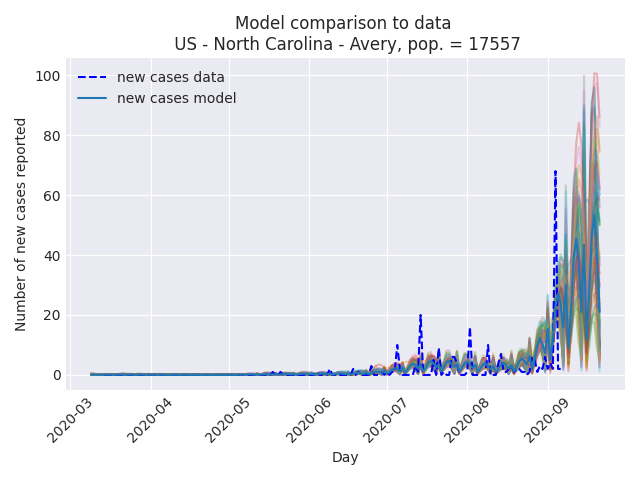 Model comparison to data
US - North Carolina - Avery, pop. = 17557
new cases data
new cases model
Number of new cases reported
100
80
60
40
20
0
2020-03
2020-04
2020-05
2020-06
2020-07
2020-08
2020-09
Day